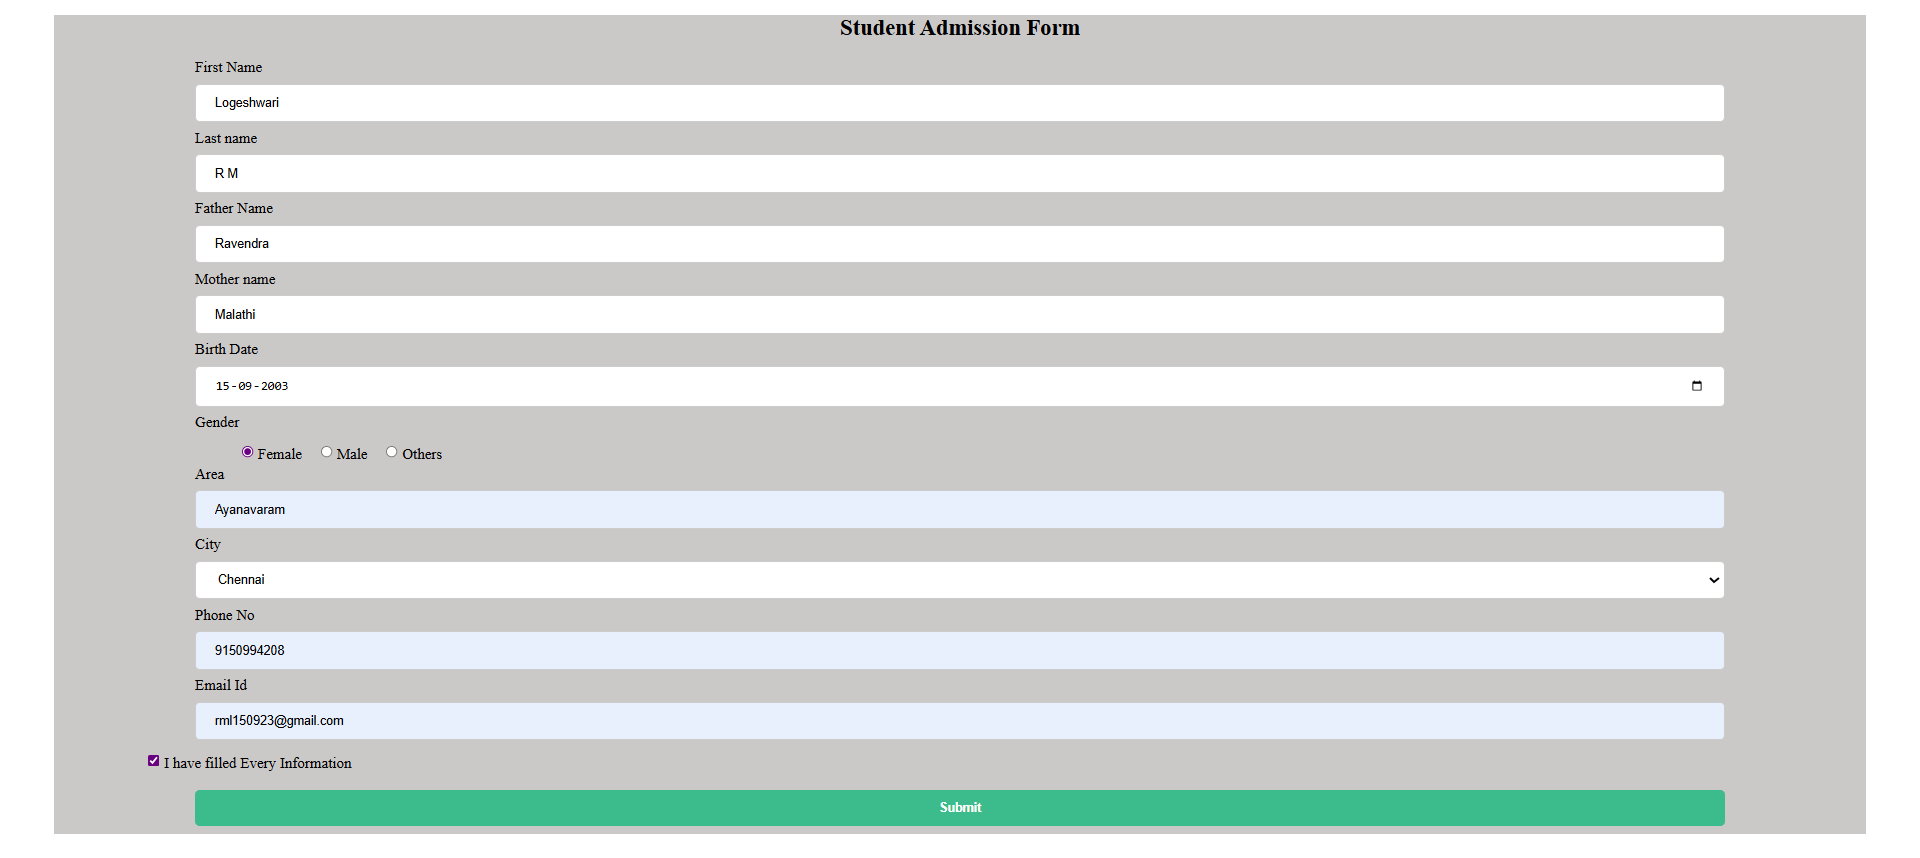 Student Admission Form
First Name
Logeshwari
Last name
R M
Father Name
Ravendra
Mother name
Malathi
Birth Date
15-09-2003
Gender
Female Male Others
Area
Ayanavaram
City
Chennai
Phone No
9150994208
Email Id
rml150923@gmail.com
I have filled Every Information
Submit